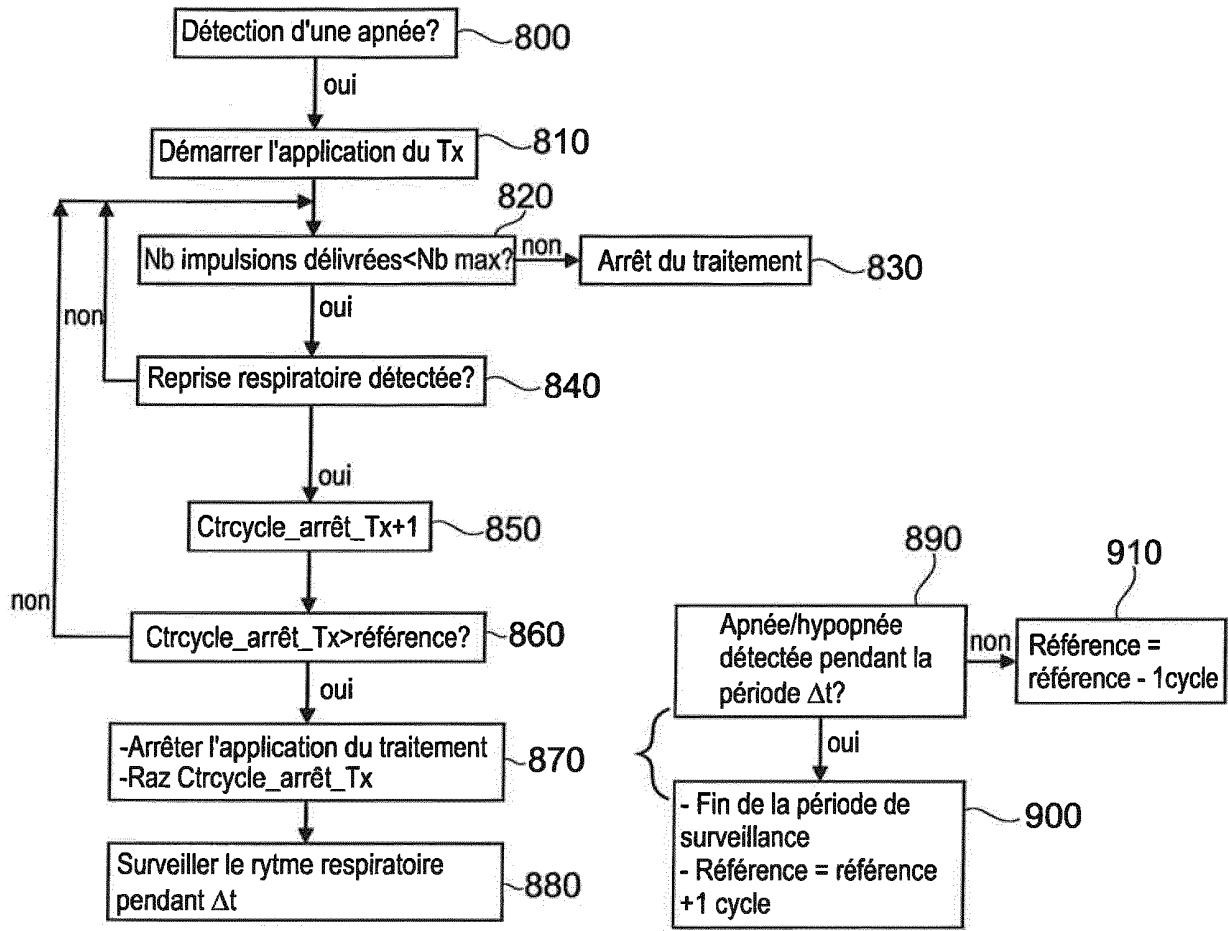 Détection d'une apnée?
800
oui
Démarrer l'application du Tx
810
820
Nb impulsions délivrées<Nb max?
non
Arrêt du traitement
830
oui
non
Reprise respiratoire détectée?
840
oui
Ctrcycle_arrêt_Tx+1
850
non
Ctrcycle_arrêt_Tx>référence?
860
oui
-Arrêter l'application du traitement
-Raz Ctrcycle_arrêt_Tx
870
Surveiller le rytme respiratoire
pendant Δt
880
890
Apnée/hypopnée
détectée pendant la
période Δt?
non
910
Référence =
référence - 1cycle
oui
- Fin de la période de
surveillance
- Référence = référence
+1 cycle
900